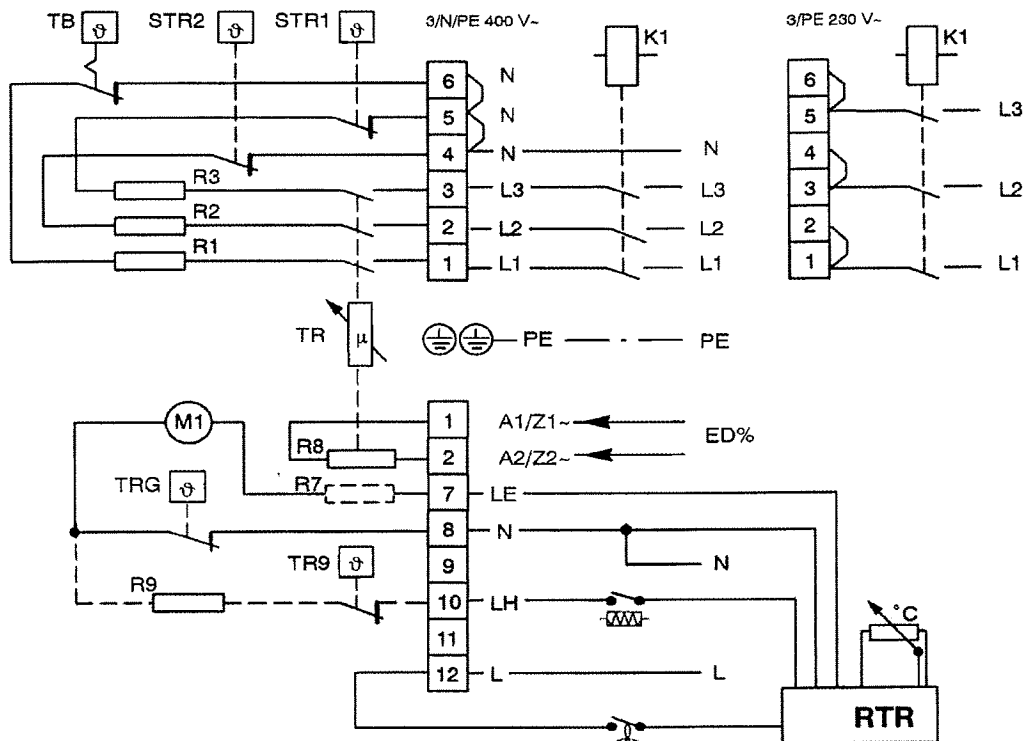 TB STR2 STR1 3/N/PE 400 V~ 3/PE 230 V~
ϑ ϑ ϑ K1 K1
6 N 6
5 N 5 L3
4 N N 4
R3 3 L3 L3 3 L2
R2 2 L2 L2 2
R1 1 L1 L1 1 L1
TR μ PE PE
M1 1 A1/Z1~ ED%
R8 2 A2/Z2~
TRG ϑ R7 7 LE
8 N
TR9 ϑ 9 N
R9 10 LH
11 °C
12 L L
RTR